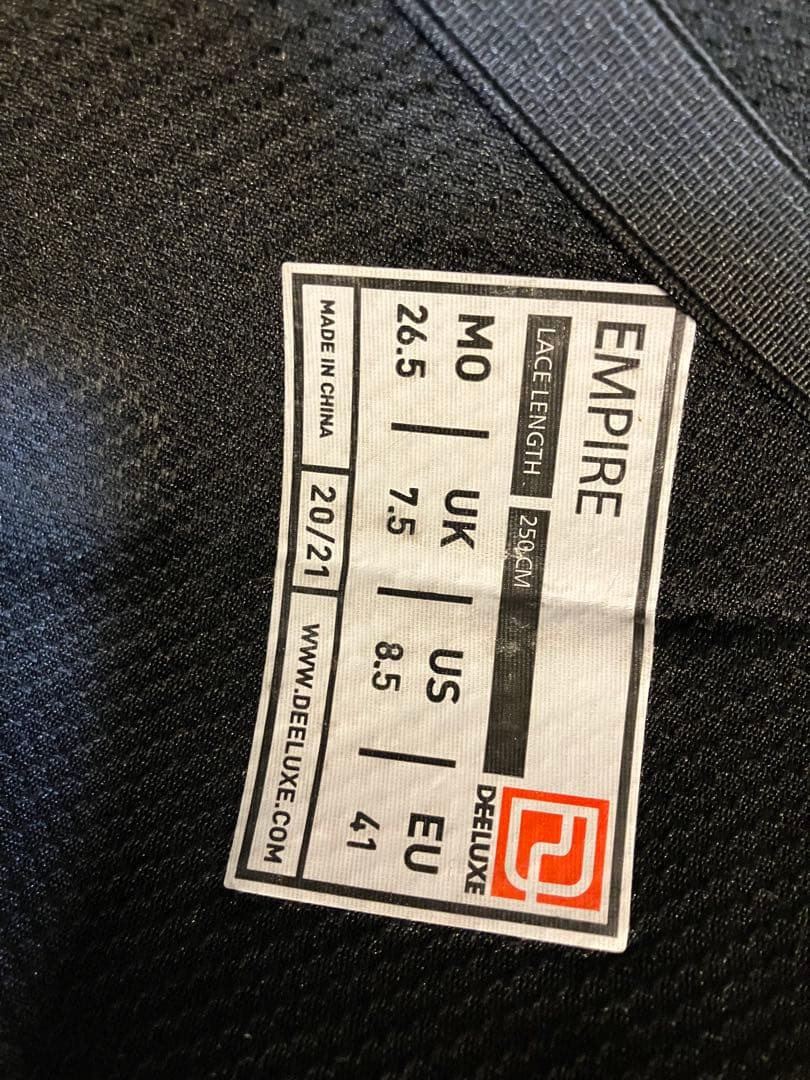 EMPIRE
LACE LENGTH 250 CM
DEELUXE
MO | UK | US | EU
26.5 | 7.5 | 8.5 | 41
MADE IN CHINA 20/21 WWW.DEELUXE.COM